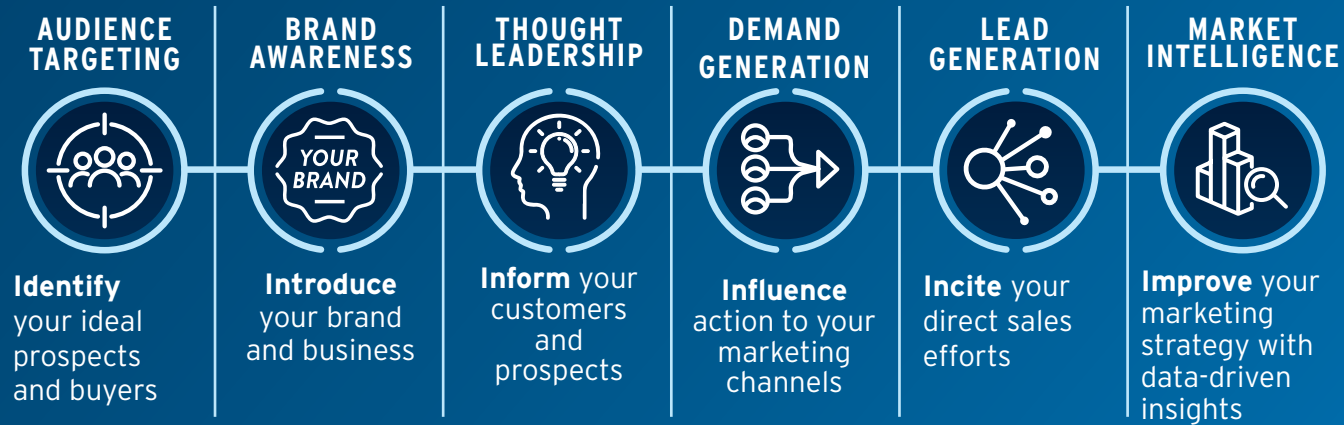 AUDIENCE
TARGETING
Identify
your ideal
prospects
and buyers
BRAND
AWARENESS
YOUR
BRAND
Introduce
your brand
and business
THOUGHT
LEADERSHIP
Inform your
customers
and
prospects
DEMAND
GENERATION
Influence
action to your
marketing
channels
LEAD
GENERATION
Incite your
direct sales
efforts
MARKET
INTELLIGENCE
Improve your
marketing
strategy with
data-driven
insights